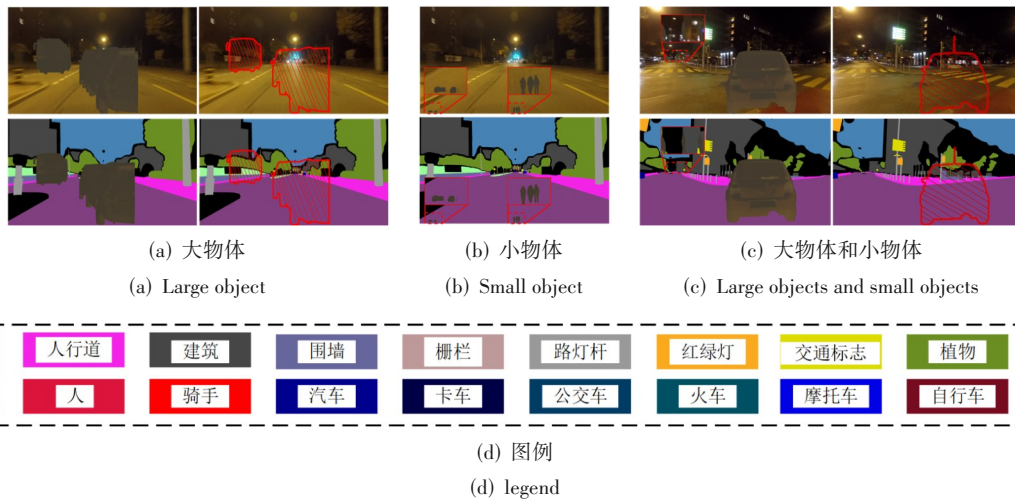 (a) 大物体 (b) 小物体 (c) 大物体和小物体
(a) Large object (b) Small object (c) Large objects and small objects
人行道 建筑 围墙 栅栏 路灯杆 红绿灯 交通标志 植物
人 骑手 汽车 卡车 公交车 火车 摩托车 自行车
(d) 图例
(d) legend